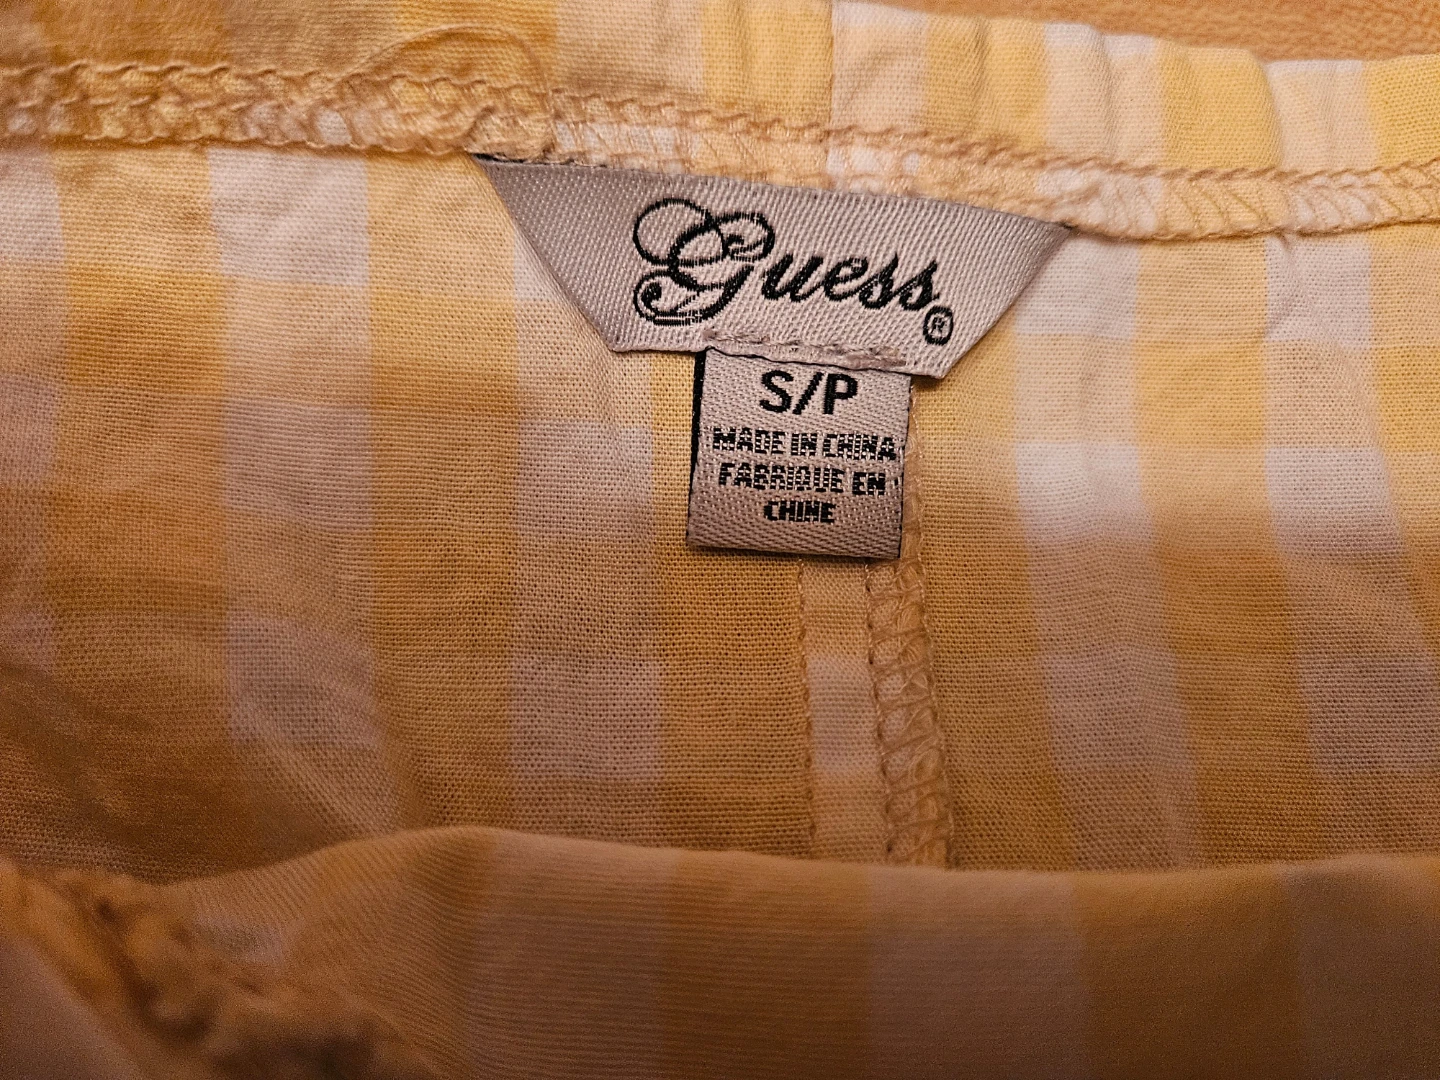 Guess®
S/P
MADE IN CHINA
FABRIQUE EN
CHINE